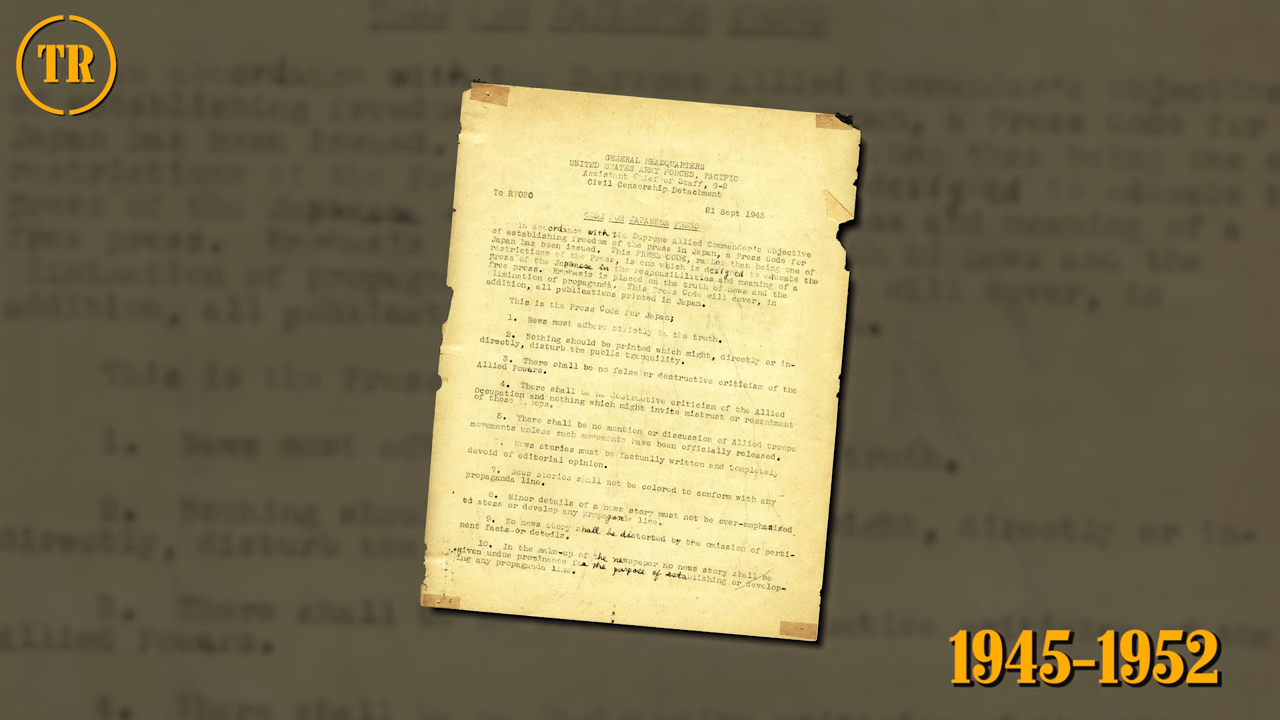 TR
GENERAL HEADQUARTERS
UNITED STATES ARMY FORCES, PACIFIC
Assistant Chief of Staff, G-2
Civil Censorship Detachment
To RYOBO
21 Sept 1945
CODE FOR JAPANESE PRESS
In accordance with the Supreme Allied Commander's objective
of establishing freedom of the press in Japan, a Press Code for
Japan has been issued. This PRESS CODE, rather than being one of
restrictions of the Press, is one which is designed to educate the
press of the Japanese in the responsibilities and meaning of a
free press. Emphasis is placed on the truth of news and the
elimination of propaganda. This Press Code will cover, in
addition, all publications printed in Japan.
This is the Press Code for Japan;
1. News must adhere strictly to the truth.
2. Nothing should be printed which might, directly or in-
directly, disturb the public tranquility.
3. There shall be no false or destructive criticism of the
Allied Powers.
4. There shall be no destructive criticism of the Allied
Occupation and nothing which might invite mistrust or resentment
of those troops.
5. There shall be no mention or discussion of Allied troops
movements unless such movements have been officially released.
News stories must be factually written and completely
devoid of editorial opinion.
7. News stories shall not be colored to conform with any
propaganda line.
8. Minor details of a news story must not be over-emphasized
to stress or develop any propaganda line.
9. No news story shall be distorted by the omission of perti-
nent facts or details.
10. In the make-up of the newspaper no news story shall be
given undue prominence for the purpose of establishing or develop-
ing any propaganda line.
1945-1952